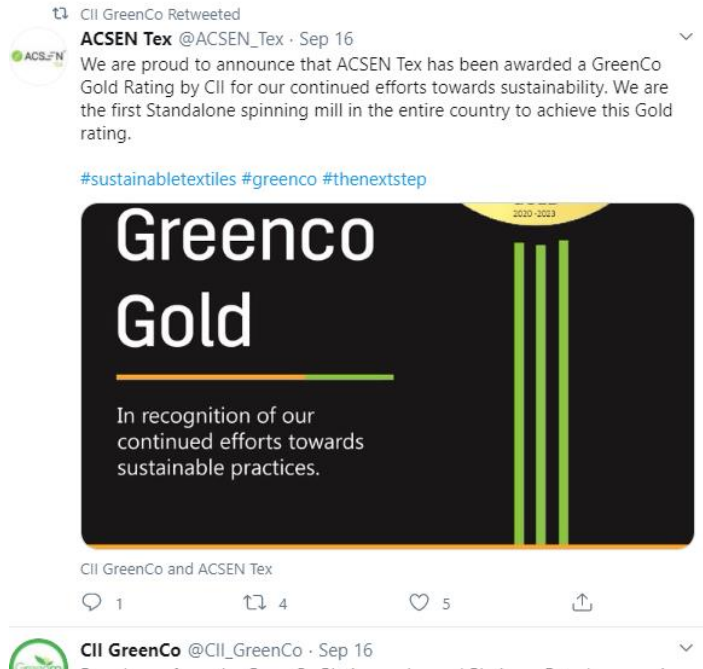 CII GreenCo Retweeted
ACSEN Tex @ACSEN_Tex · Sep 16
ACSEN
We are proud to announce that ACSEN Tex has been awarded a GreenCo
Gold Rating by CII for our continued efforts towards sustainability. We are
the first Standalone spinning mill in the entire country to achieve this Gold
rating.
#sustainabletextiles #greenco #thenextstep
2020-2023
Greenco
Gold
In recognition of our
continued efforts towards
sustainable practices.
CII GreenCo and ACSEN Tex
1 4 5
CII GreenCo @CII_GreenCo · Sep 16